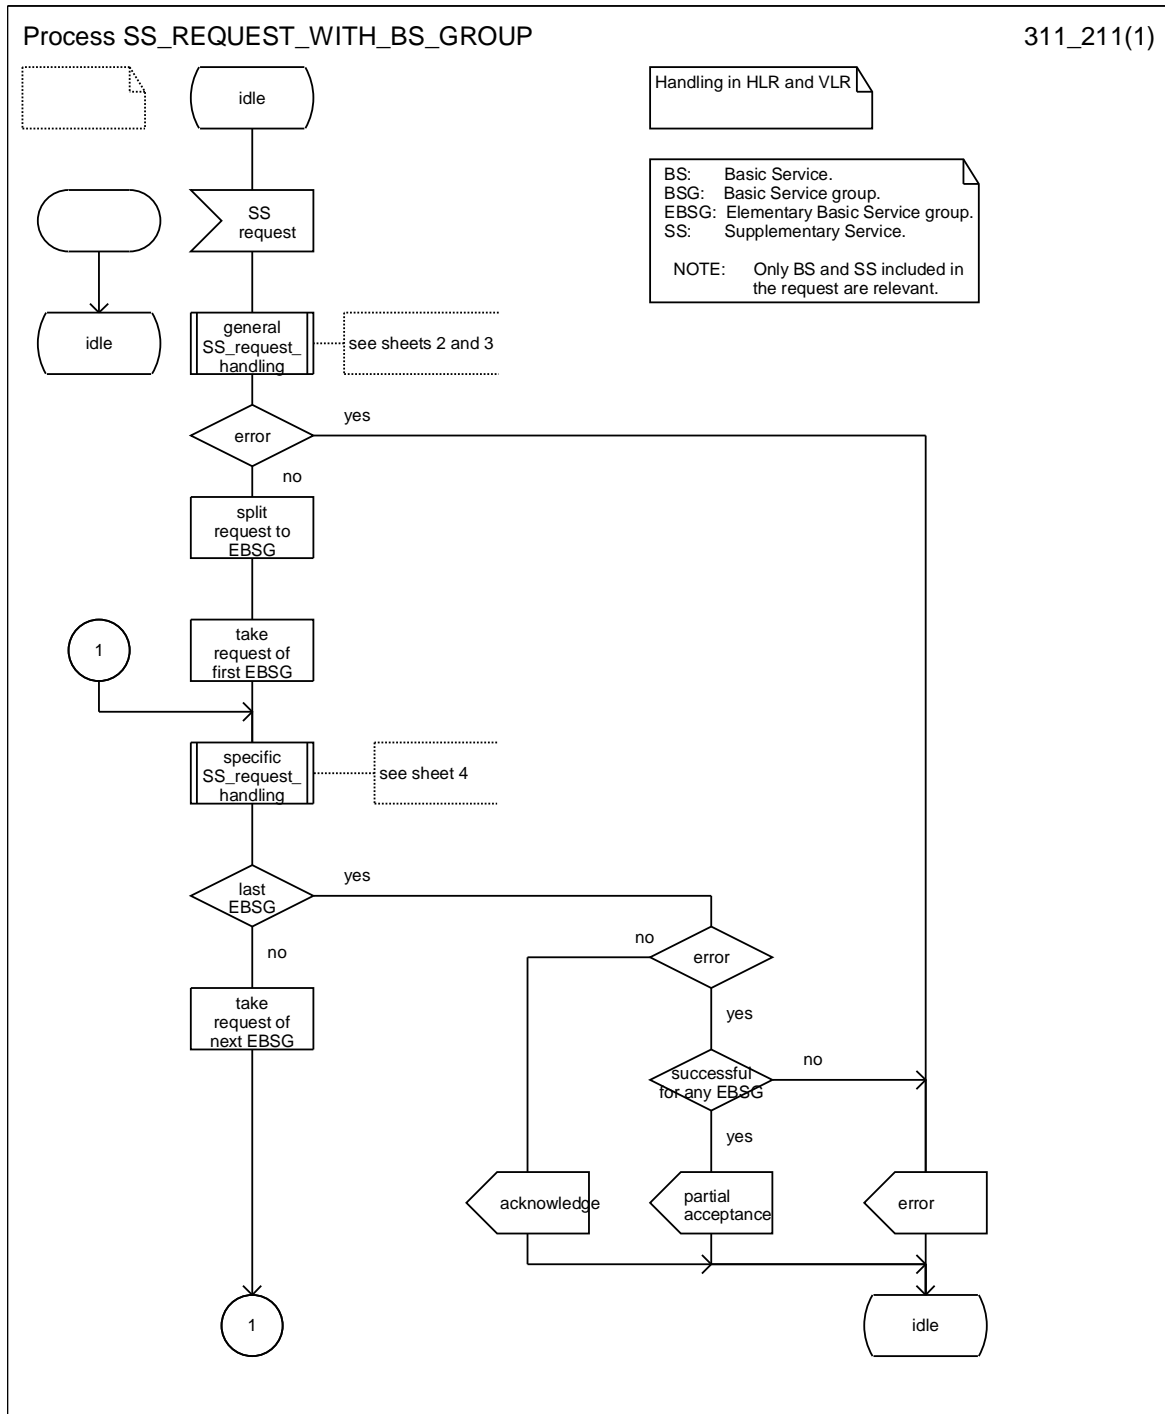 Process SS_REQUEST_WITH_BS_GROUP
311_211(1)
idle
Handling in HLR and VLR
BS: Basic Service.
BSG: Basic Service group.
EBSG: Elementary Basic Service group.
SS: Supplementary Service.
NOTE: Only BS and SS included in
the request are relevant.
SS
request
idle
general
SS_request_
handling
see sheets 2 and 3
error
yes
no
split
request to
EBSG
1
take
request of
first EBSG
specific
SS_request_
handling
see sheet 4
last
EBSG
yes
no
no
error
yes
take
request of
next EBSG
successful
for any EBSG
no
yes
acknowledge
partial
acceptance
error
1
idle